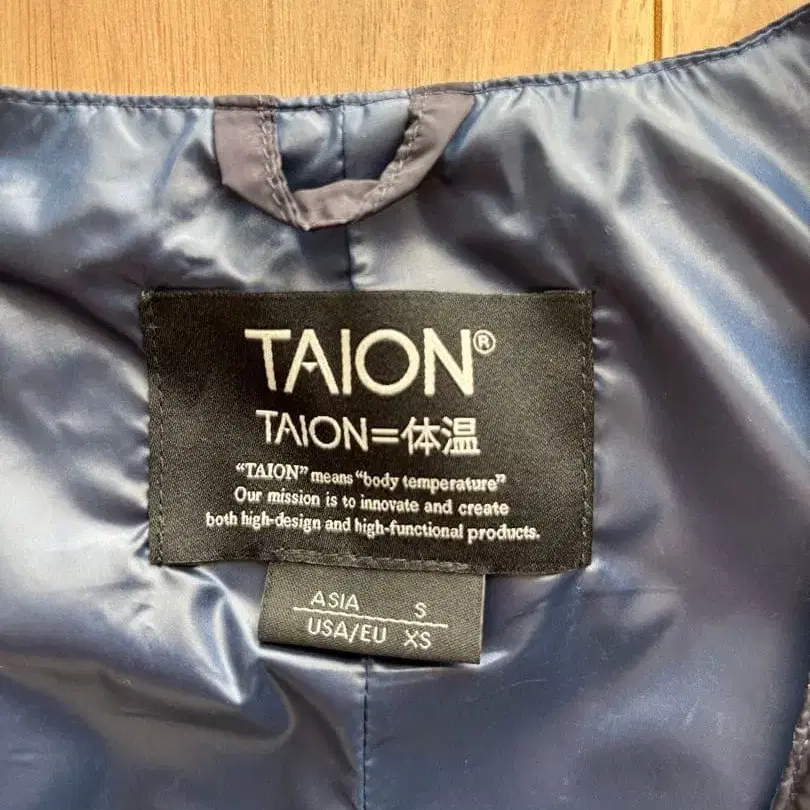 TAION®
TAION=体温
"TAION" means "body temperature"
Our mission is to innovate and create
both high-design and high-functional products.
ASIA S
USA/EU XS